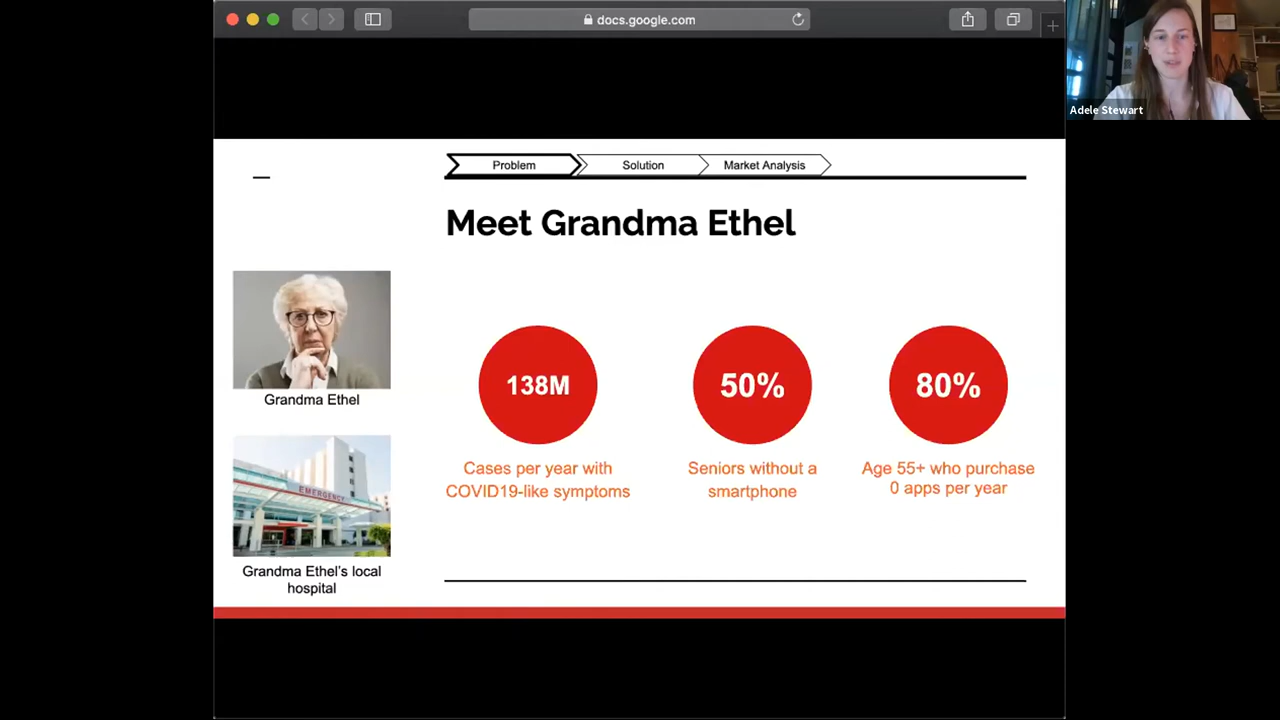 docs.google.com
Adele Stewart
Problem
Solution
Market Analysis
Meet Grandma Ethel
Grandma Ethel
EMERGENCY
Grandma Ethel's local
hospital
138M
50%
80%
Cases per year with
COVID19-like symptoms
Seniors without a
smartphone
Age 55+ who purchase
0 apps per year